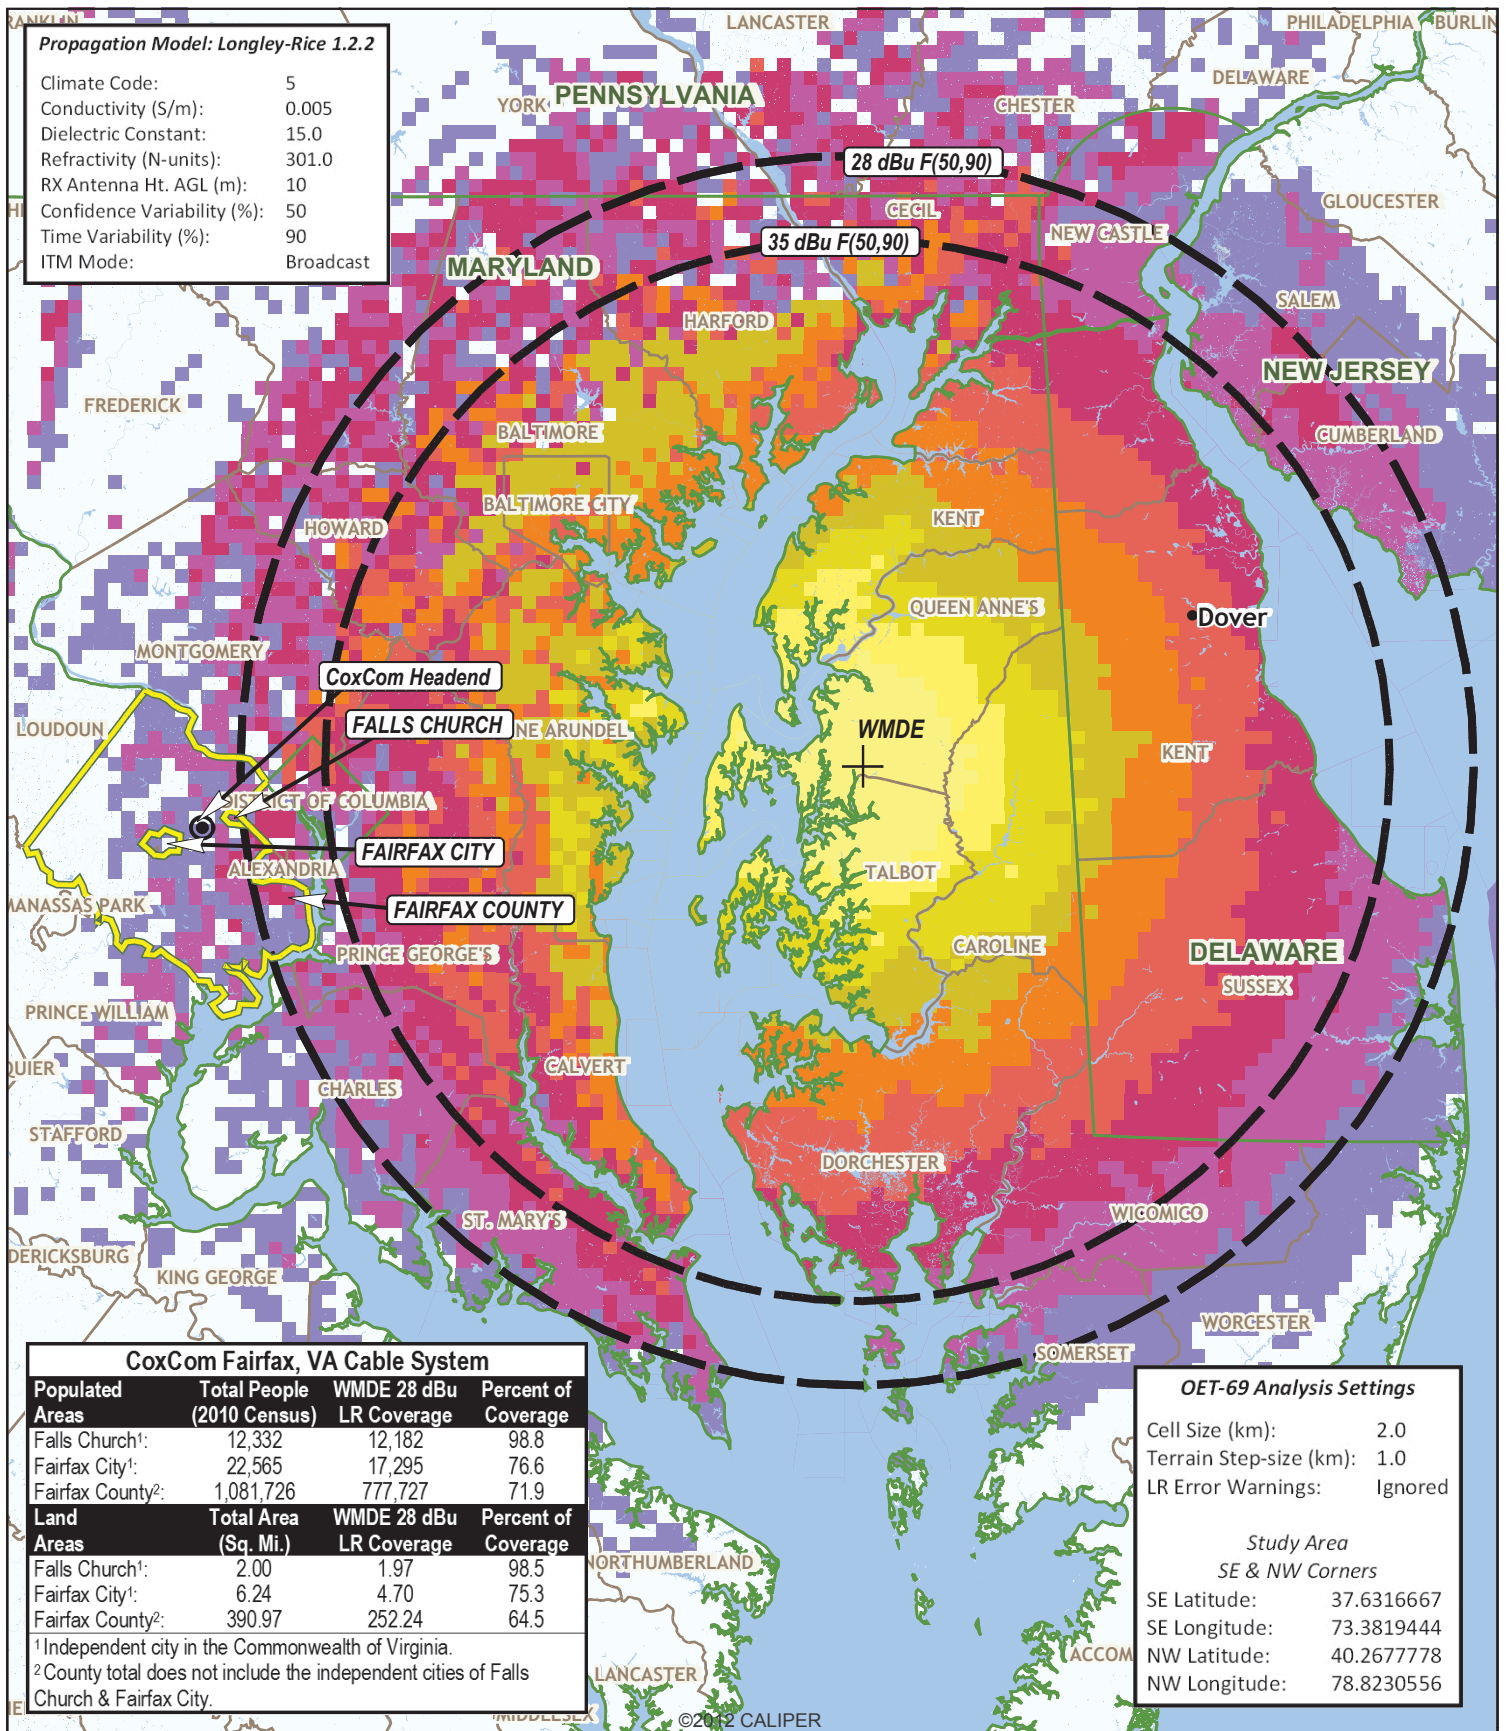 LANCASTER
PHILADELPHIA
BURLIN
Propagation Model: Longley-Rice 1.2.2
Climate Code: 5
Conductivity (S/m): 0.005
Dielectric Constant: 15.0
Refractivity (N-units): 301.0
RX Antenna Ht. AGL (m): 10
Confidence Variability (%): 50
Time Variability (%): 90
ITM Mode: Broadcast
DELAWARE
YORK
PENNSYLVANIA
CHESTER
28 dBu F(50,90)
GLOUCESTER
CECIL
NEW CASTLE
35 dBu F(50,90)
MARYLAND
SALEM
HARFORD
NEW JERSEY
FREDERICK
BALTIMORE
CUMBERLAND
BALTIMORE CITY
KENT
HOWARD
QUEEN ANNE'S
Dover
MONTGOMERY
CoxCom Headend
LOUDOUN
FALLS CHURCH
NE ARUNDEL
WMDE
KENT
DISTRICT OF COLUMBIA
FAIRFAX CITY
ALEXANDRIA
TALBOT
MANASSAS PARK
FAIRFAX COUNTY
PRINCE GEORGE'S
CAROLINE
DELAWARE
SUSSEX
PRINCE WILLIAM
QUIER
CALVERT
CHARLES
STAFFORD
DORCHESTER
ST. MARY'S
WICOMICO
DERICKSBURG
KING GEORGE
WORCESTER
SOMERSET
CoxCom Fairfax, VA Cable System
Populated Total People WMDE 28 dBu Percent of
Areas (2010 Census) LR Coverage Coverage
Falls Church¹: 12,332 12,182 98.8
Fairfax City¹: 22,565 17,295 76.6
Fairfax County²: 1,081,726 777,727 71.9
Land Total Area WMDE 28 dBu Percent of
Areas (Sq. Mi.) LR Coverage Coverage
Falls Church¹: 2.00 1.97 98.5
Fairfax City¹: 6.24 4.70 75.3
Fairfax County²: 390.97 252.24 64.5
¹ Independent city in the Commonwealth of Virginia.
² County total does not include the independent cities of Falls
Church & Fairfax City.
OET-69 Analysis Settings
Cell Size (km): 2.0
Terrain Step-size (km): 1.0
LR Error Warnings: Ignored
Study Area
SE & NW Corners
SE Latitude: 37.6316667
SE Longitude: 73.3819444
NW Latitude: 40.2677778
NW Longitude: 78.8230556
NORTHUMBERLAND
LANCASTER
ACCOM
MIDDLESEX
©2012 CALIPER